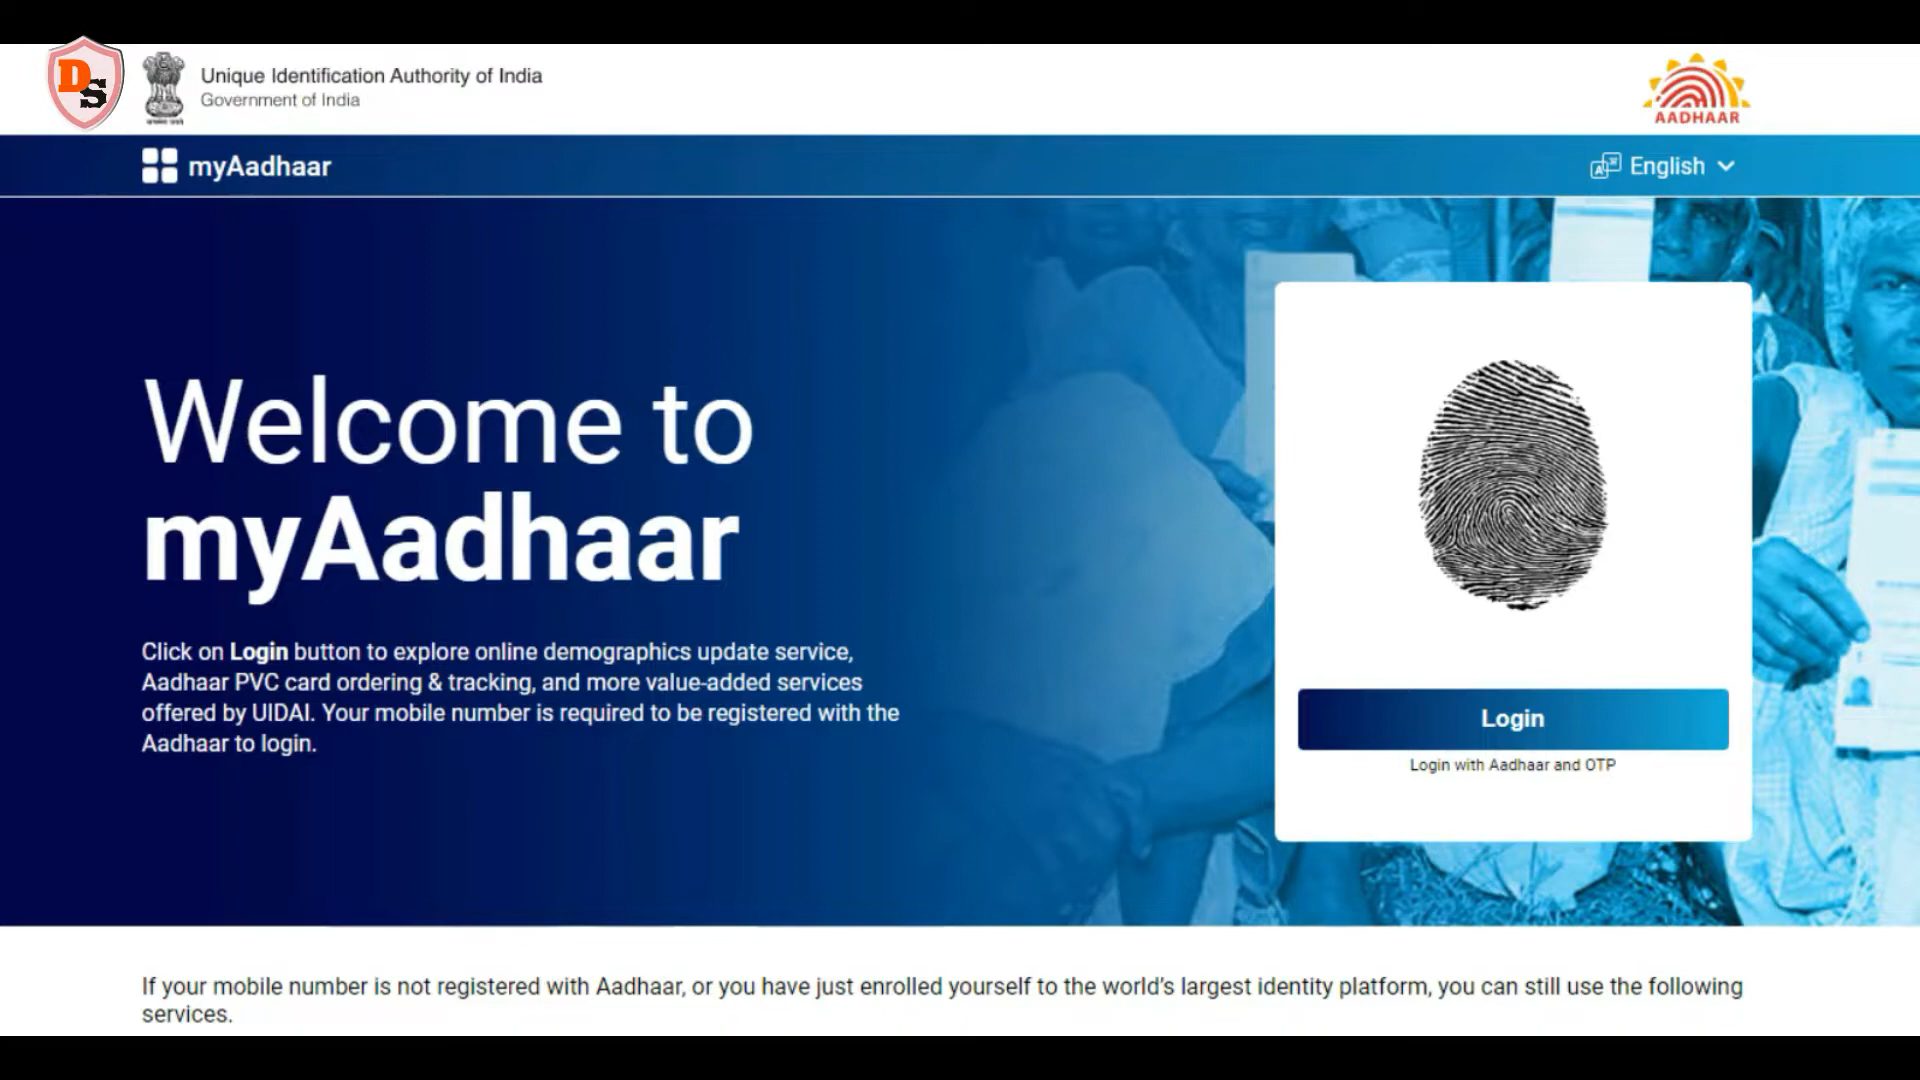 DS
Unique Identification Authority of India
Government of India
AADHAAR
myAadhaar
English
Welcome to
myAadhaar
Click on Login button to explore online demographics update service,
Aadhaar PVC card ordering & tracking, and more value-added services
offered by UIDAI. Your mobile number is required to be registered with the
Aadhaar to login.
Login
Login with Aadhaar and OTP
If your mobile number is not registered with Aadhaar, or you have just enrolled yourself to the world's largest identity platform, you can still use the following
services.